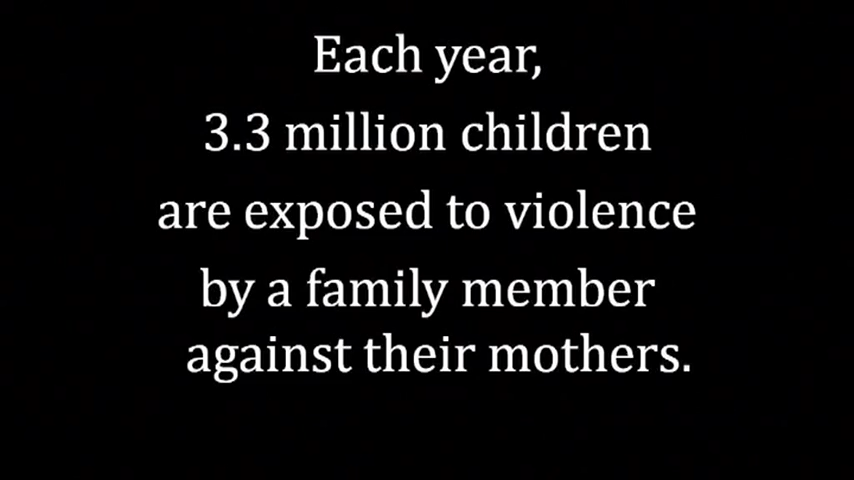 Each year,
3.3 million children
are exposed to violence
by a family member
against their mothers.